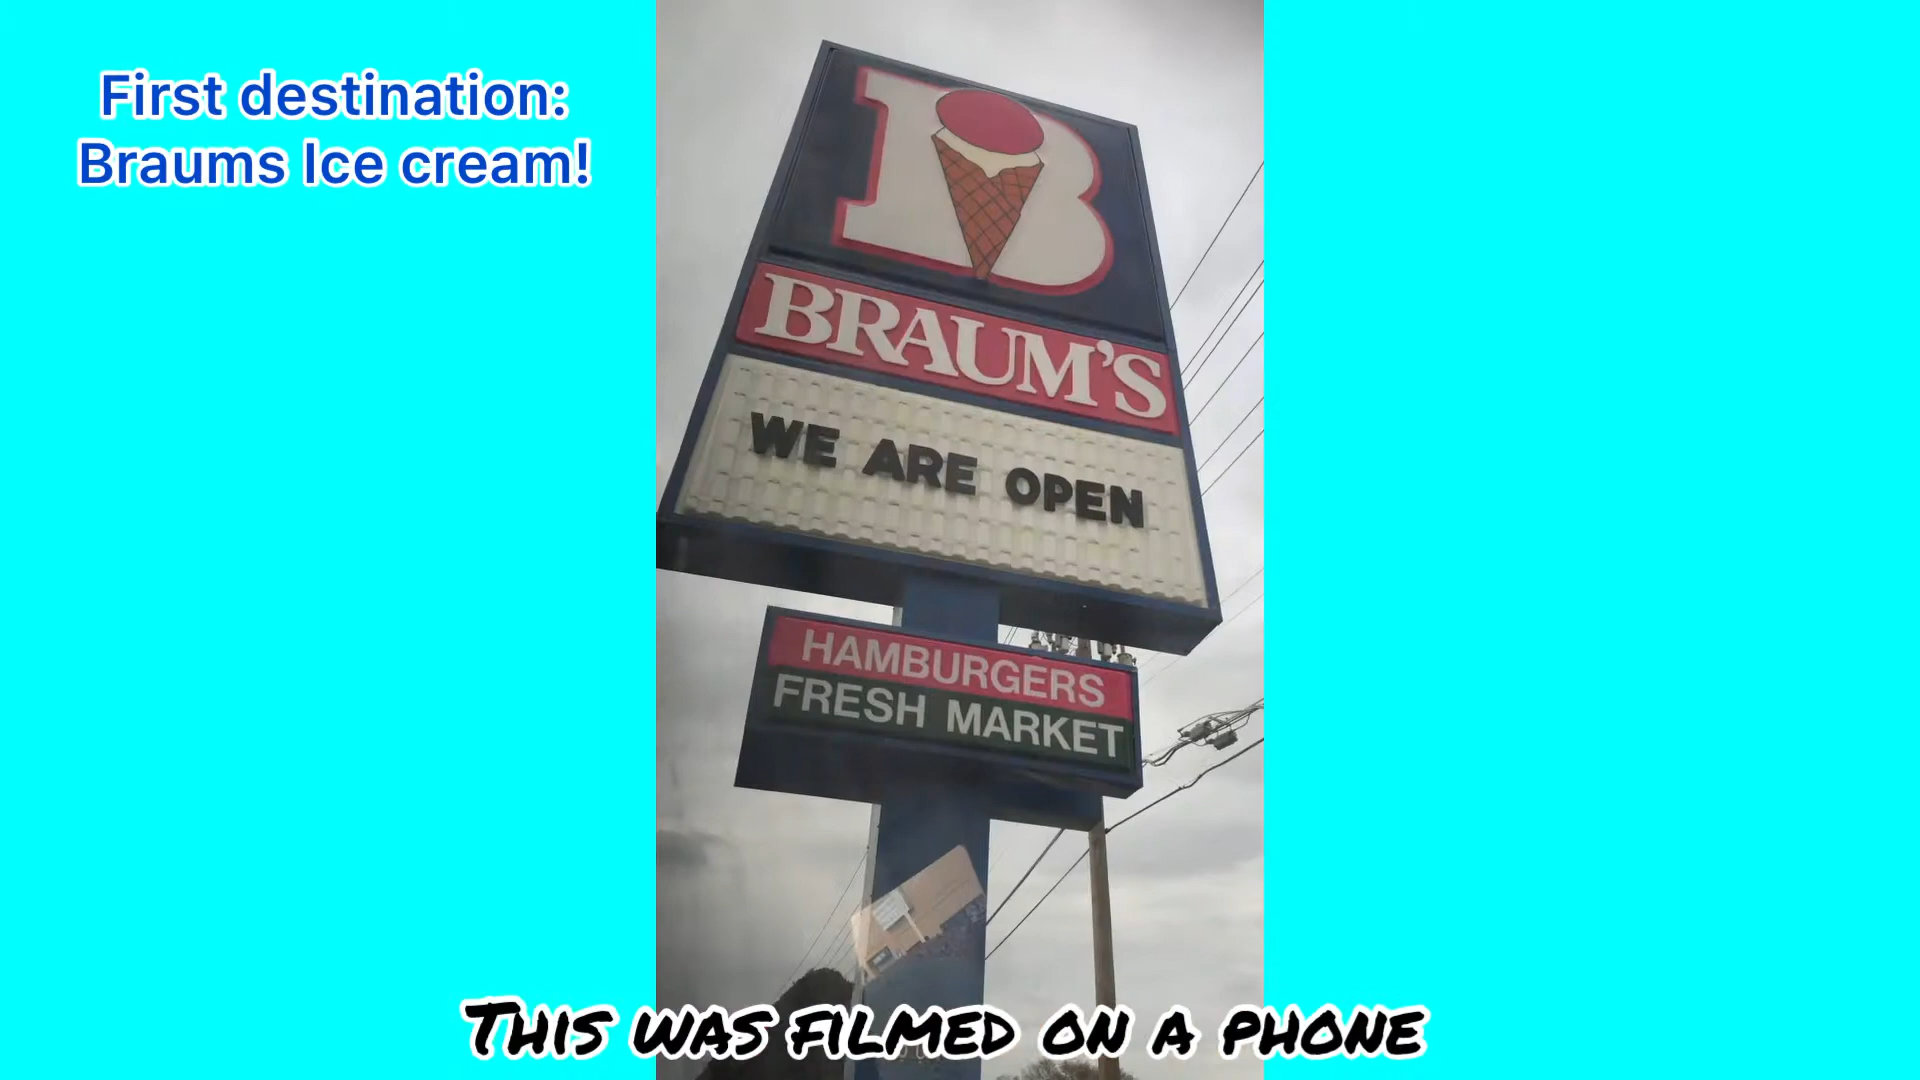 First destination:
Braums Ice cream!
B
BRAUM'S
WE ARE OPEN
HAMBURGERS
FRESH MARKET
THIS WAS FILMED ON A PHONE